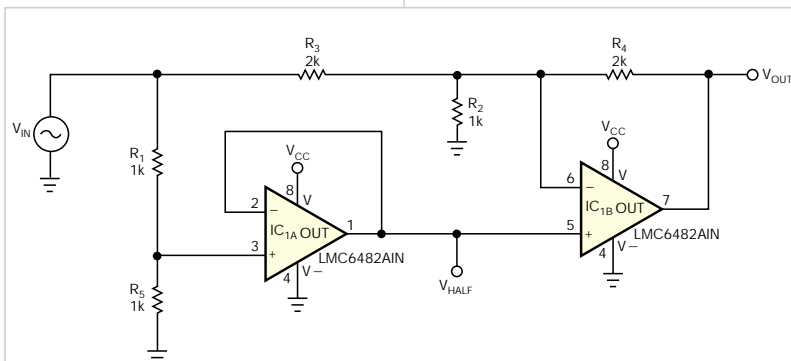 R3
2k
R4
2k
VOUT
R2
1k
VIN
VCC
VCC
R1
1k
8
V
6
−
IC1B OUT
7
8
V
2
−
IC1A OUT
1
5
+
LMC6482AIN
3
+
LMC6482AIN
4
V−
4
V−
VHALF
R5
1k